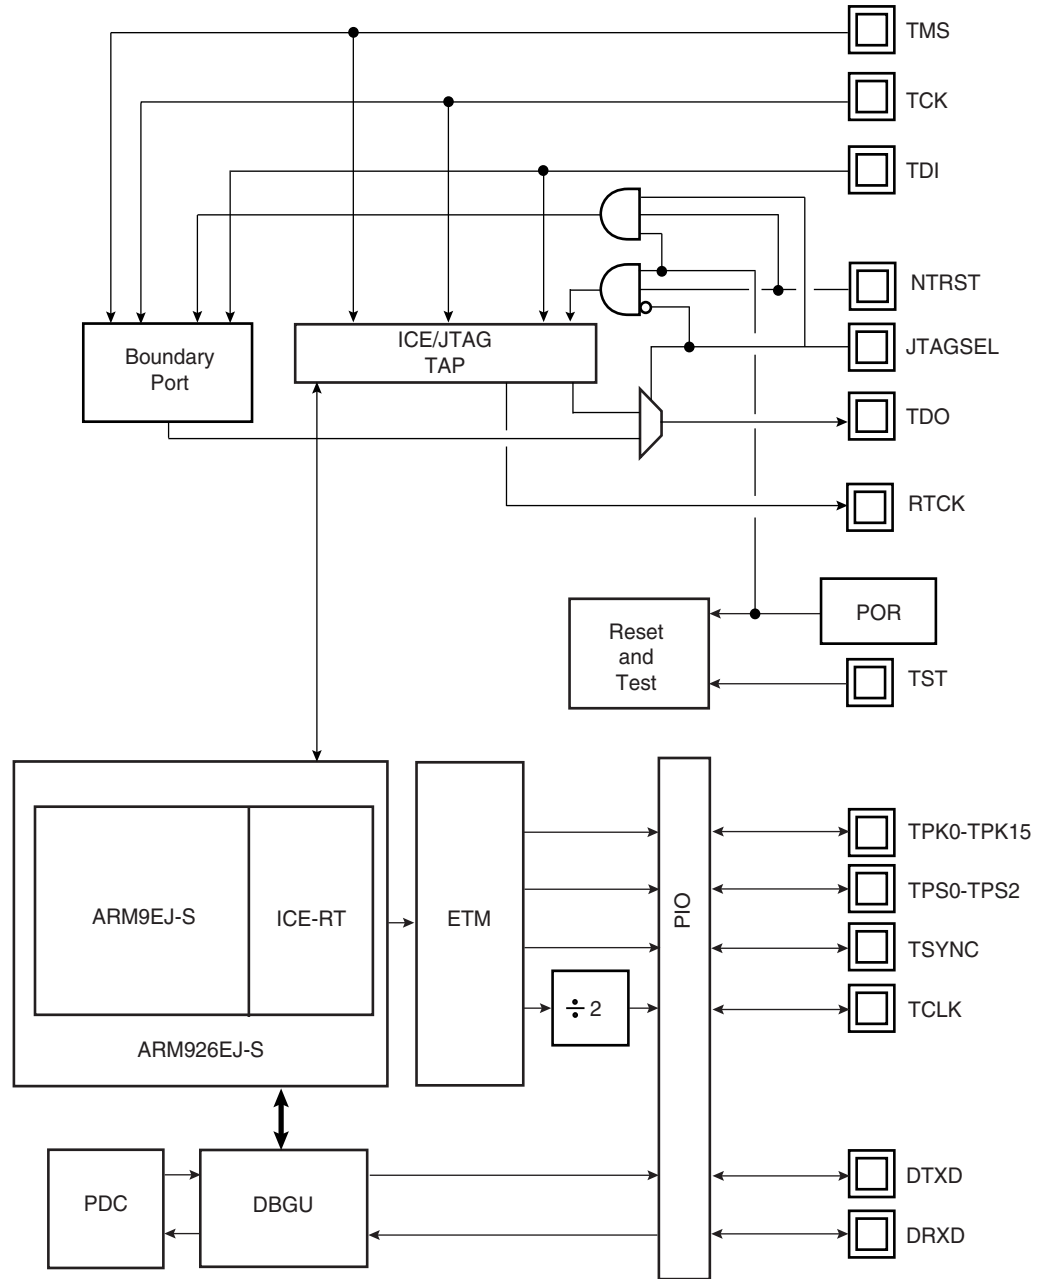 TMS
TCK
TDI
NTRST
JTAGSEL
TDO
RTCK
Boundary
Port
ICE/JTAG
TAP
POR
Reset
and
Test
TST
ARM9EJ-S
ICE-RT
ARM926EJ-S
ETM
÷ 2
PIO
TPK0-TPK15
TPS0-TPS2
TSYNC
TCLK
PDC
DBGU
DTXD
DRXD